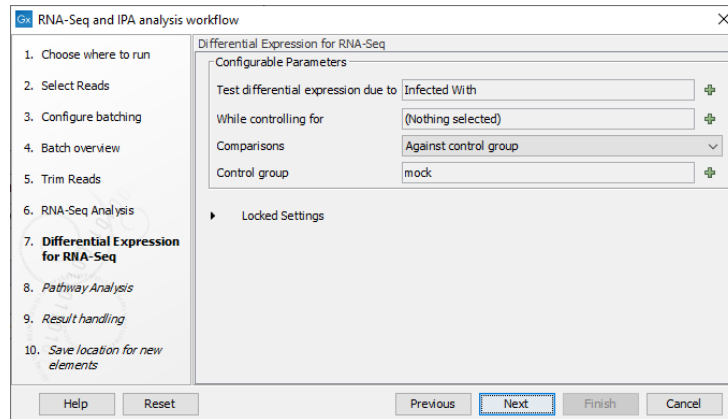 Gx RNA-Seq and IPA analysis workflow
1. Choose where to run
2. Select Reads
3. Configure batching
4. Batch overview
5. Trim Reads
6. RNA-Seq Analysis
7. Differential Expression
for RNA-Seq
8. Pathway Analysis
9. Result handling
10. Save location for new
elements
Differential Expression for RNA-Seq
Configurable Parameters
Test differential expression due to Infected With
While controlling for (Nothing selected)
Comparisons Against control group
Control group mock
Locked Settings
Help Reset Previous Next Finish Cancel